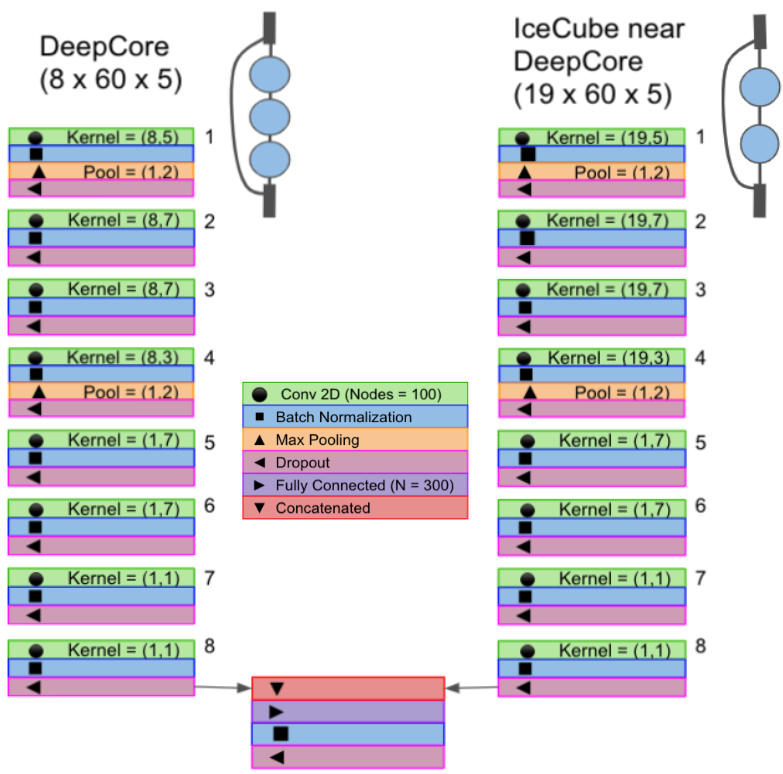 DeepCore
(8 x 60 x 5)
Kernel = (8,5) 1
Pool = (1,2)
Kernel = (8,7) 2
Kernel = (8,7) 3
Kernel = (8,3) 4
Pool = (1,2)
Kernel = (1,7) 5
Kernel = (1,7) 6
Kernel = (1,1) 7
Kernel = (1,1) 8
IceCube near
DeepCore
(19 x 60 x 5)
Kernel = (19,5) 1
Pool = (1,2)
Kernel = (19,7) 2
Kernel = (19,7) 3
Kernel = (19,3) 4
Pool = (1,2)
Kernel = (1,7) 5
Kernel = (1,7) 6
Kernel = (1,1) 7
Kernel = (1,1) 8
Conv 2D (Nodes = 100)
Batch Normalization
Max Pooling
Dropout
Fully Connected (N = 300)
Concatenated